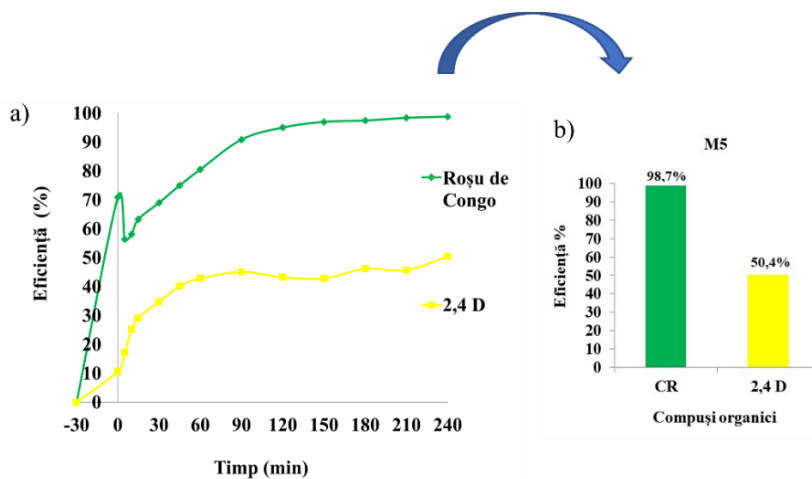 a)
Eficiență (%)
100
90
80
70
60
50
40
30
20
10
0
-30 0 30 60 90 120 150 180 210 240
Timp (min)
Roșu de
Congo
2,4 D
b)
M5
Eficiență %
100
90
80
70
60
50
40
30
20
10
0
98,7%
50,4%
CR 2,4 D
Compuși organici